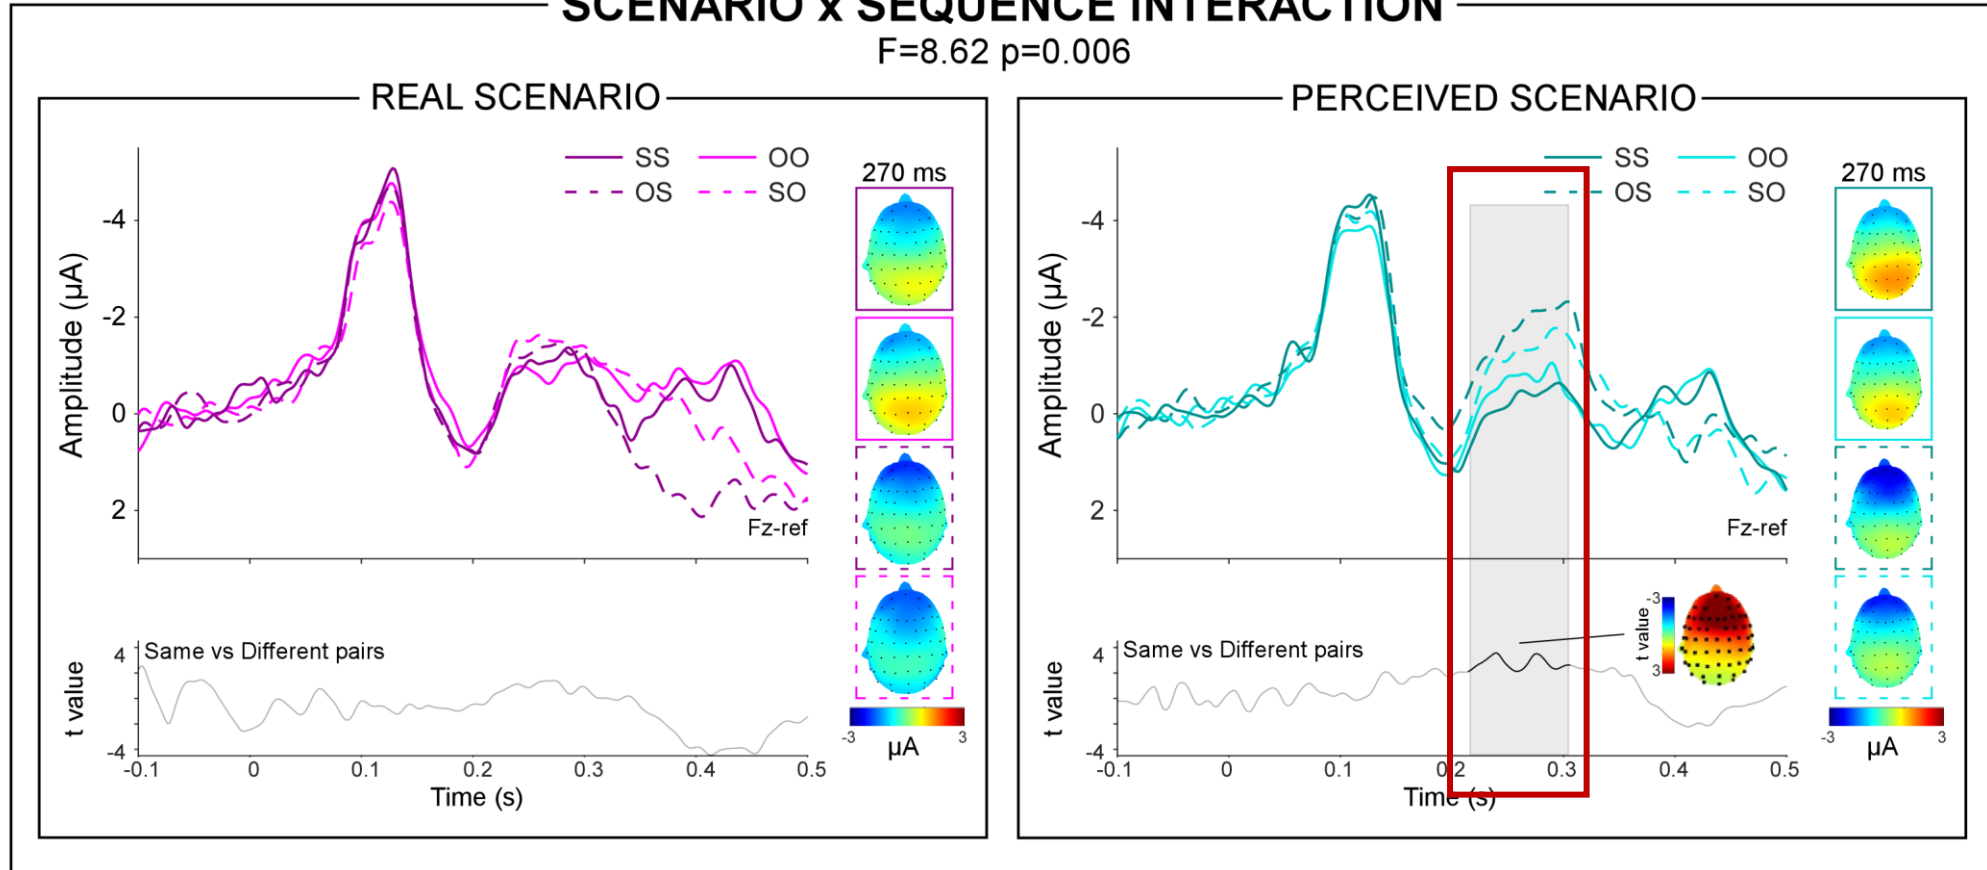 SCENARIO x SEQUENCE INTERACTION
F=8.62 p=0.006
REAL SCENARIO
SS OO
OS SO
270 ms
-4
-2
0
2
Amplitude (µA)
Fz-ref
Same vs Different pairs
4
-4
t value
-0.1 0 0.1 0.2 0.3 0.4 0.5
Time (s)
-3 3
µA
PERCEIVED SCENARIO
SS OO
OS SO
270 ms
-4
-2
0
2
Amplitude (µA)
Fz-ref
Same vs Different pairs
4
-4
t value
-3
3
t value
-0.1 0 0.1 0.2 0.3 0.4 0.5
Time (s)
-3 3
µA